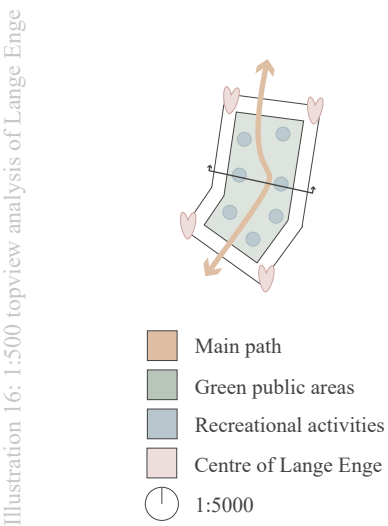 Illustration 16: 1:500 topview analysis of Lange Enge
Main path
Green public areas
Recreational activities
Centre of Lange Enge
1:5000